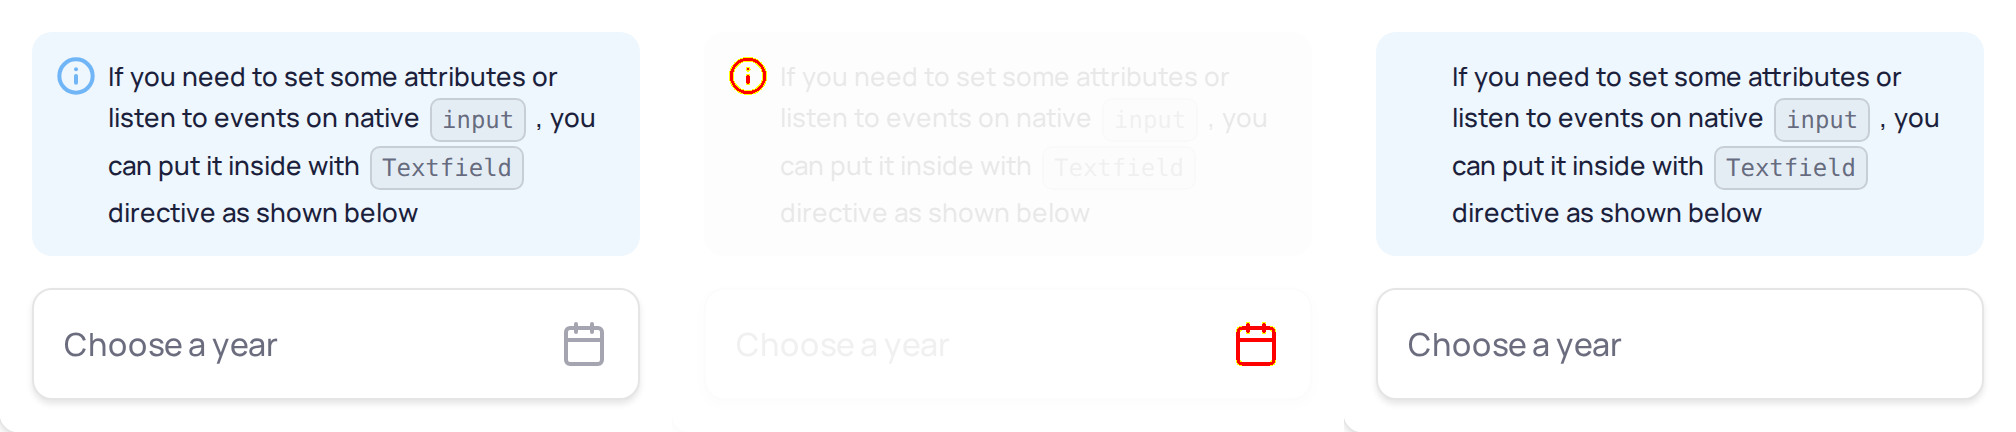 If you need to set some attributes or
listen to events on native input , you
can put it inside with Textfield
directive as shown below
Choose a year
If you need to set some attributes or
listen to events on native input , you
can put it inside with Textfield
directive as shown below
Choose a year
If you need to set some attributes or
listen to events on native input , you
can put it inside with Textfield
directive as shown below
Choose a year